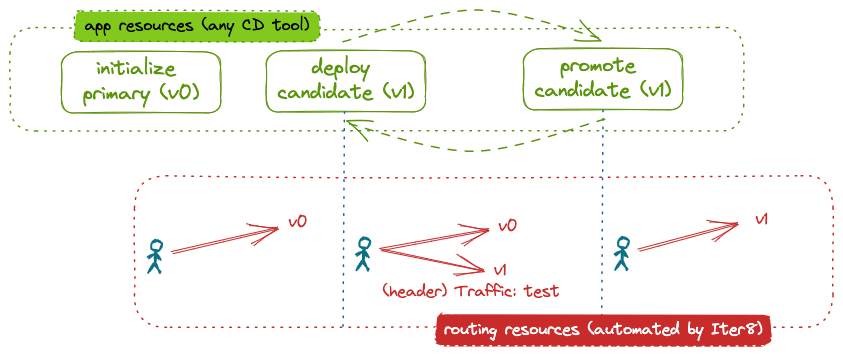 app resources (any CD tool)
initialize
primary (v0)
deploy
candidate (v1)
promote
candidate (v1)
v0
v0
v1
v1
(header) Traffic: test
routing resources (automated by Iter8)